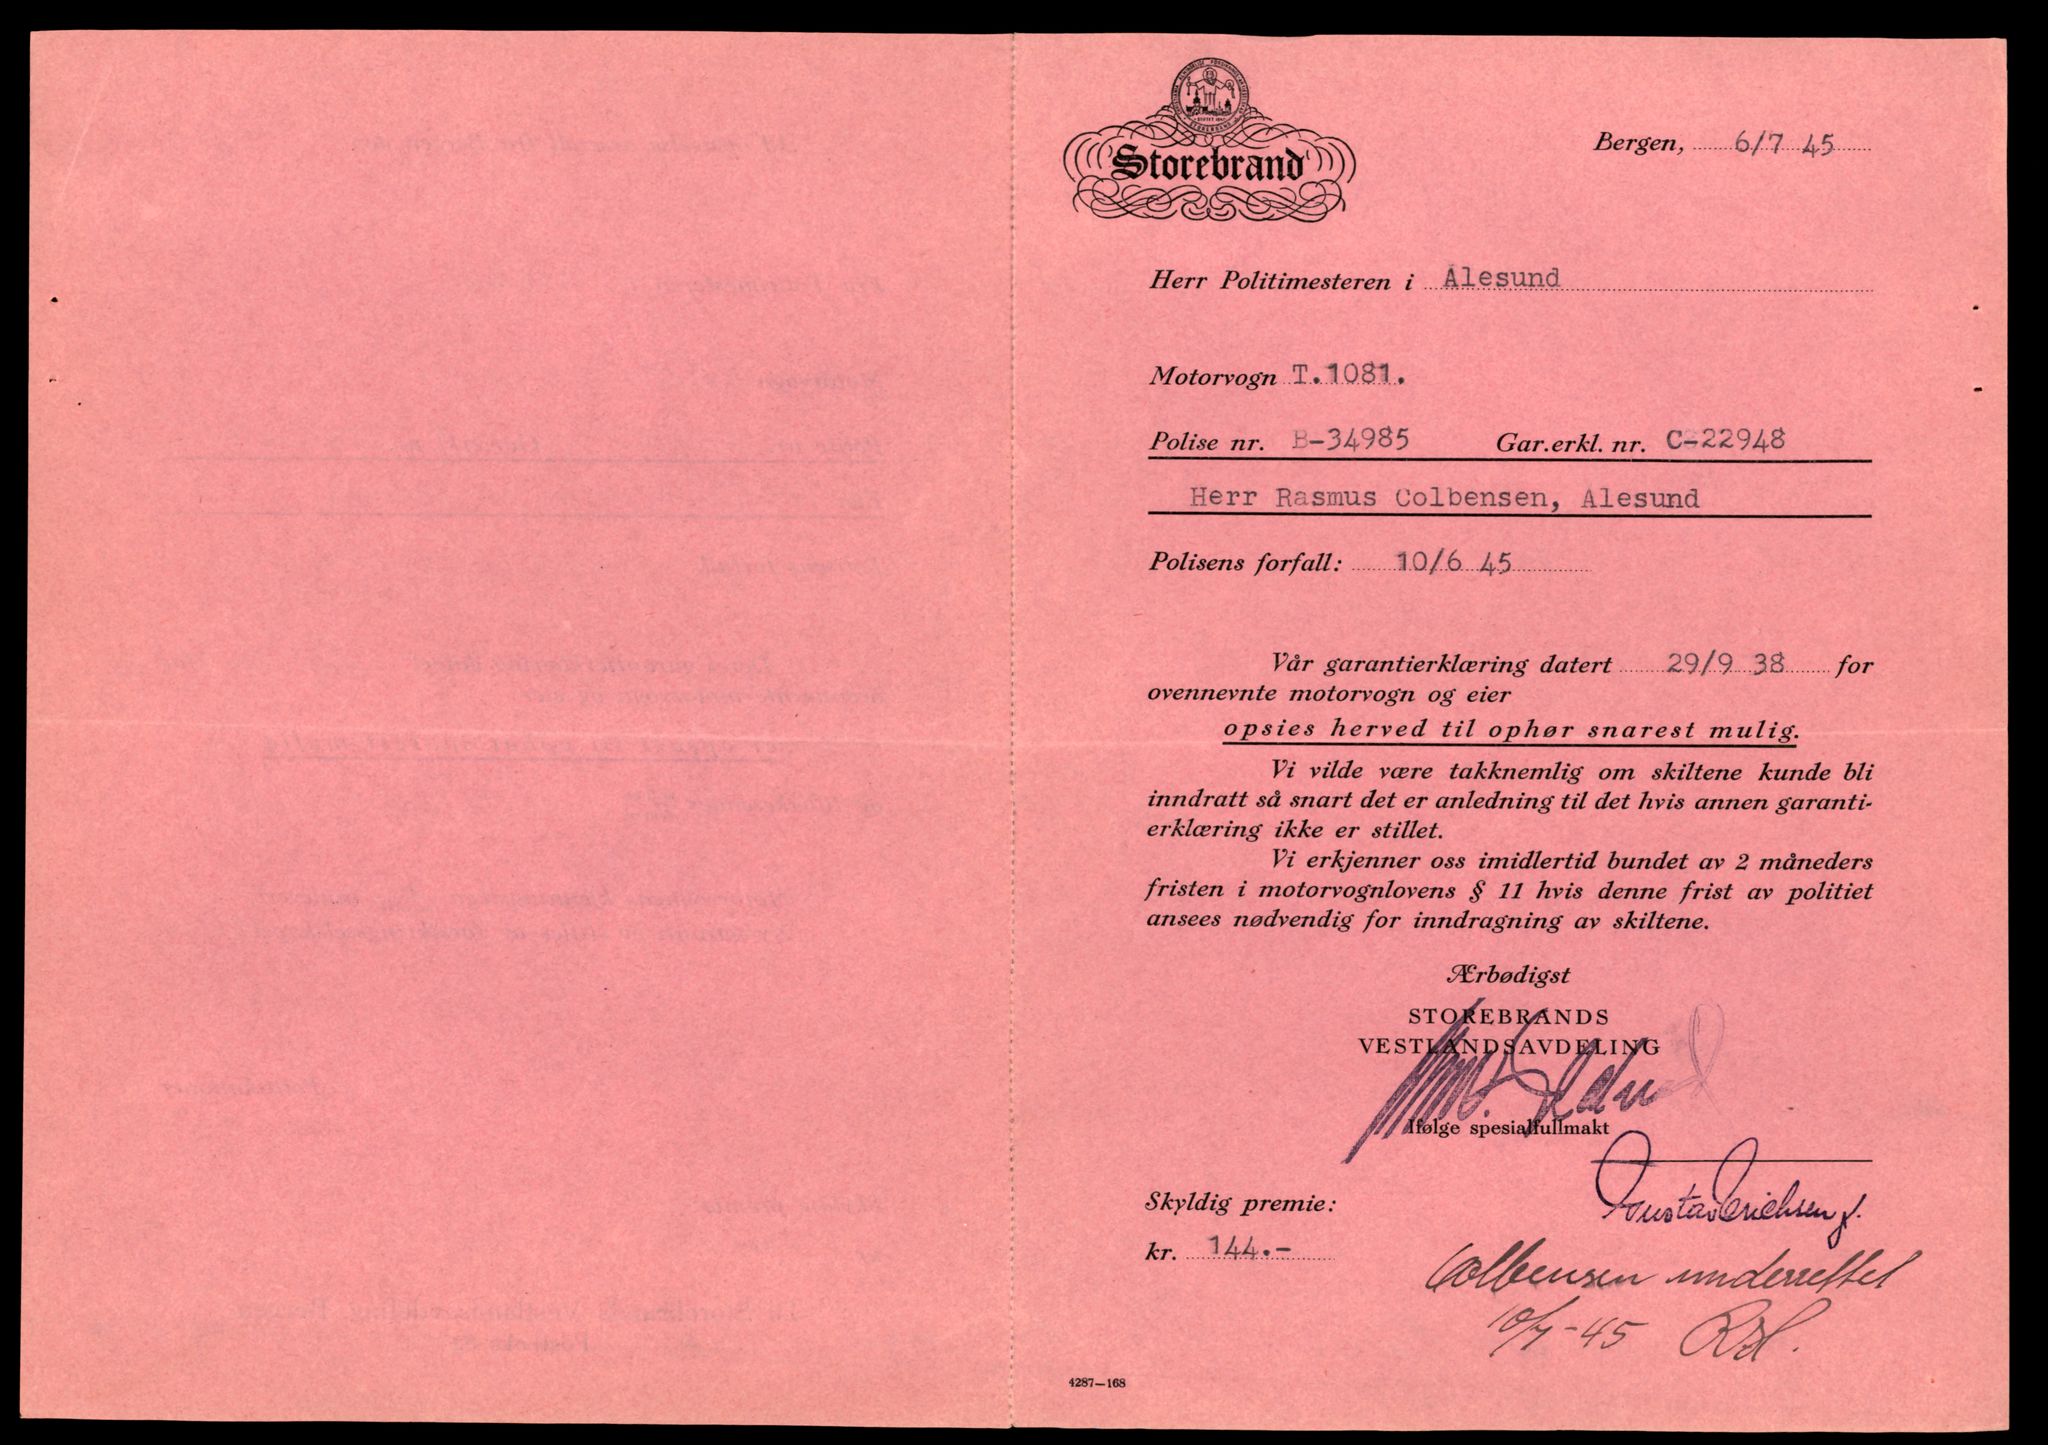 Storebrand
Bergen, 6/7 45
Herr Politimesteren i Ålesund
Motorvogn T.1081.
Polise nr. B-34985 Gar.erkl. nr. C-22948
Herr Rasmus Colbensen, Alesund
Polisens forfall: 10/6 45
Vår garantierklæring datert 29/9 38 for
ovennevnte motorvogn og eier
opsies herved til ophør snarest mulig.
Vi vilde være takknemlig om skiltene kunde bli
inndratt så snart det er anledning til det hvis annen garanti-
erklæring ikke er stillet.
Vi erkjenner oss imidlertid bundet av 2 måneders
fristen i motorvognlovens § 11 hvis denne frist av politiet
ansees nødvendig for inndragning av skiltene.
Ærbødigst
STOREBRANDS
VESTLANDSAVDELING
Ifølge spesialfullmakt
Gustav Erichsen
Skyldig premie:
kr. 144.-
Colbensen underrettet
10/7-45
4287—168